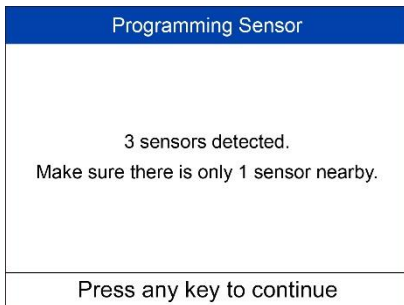 Programming Sensor
3 sensors detected.
Make sure there is only 1 sensor nearby.
Press any key to continue